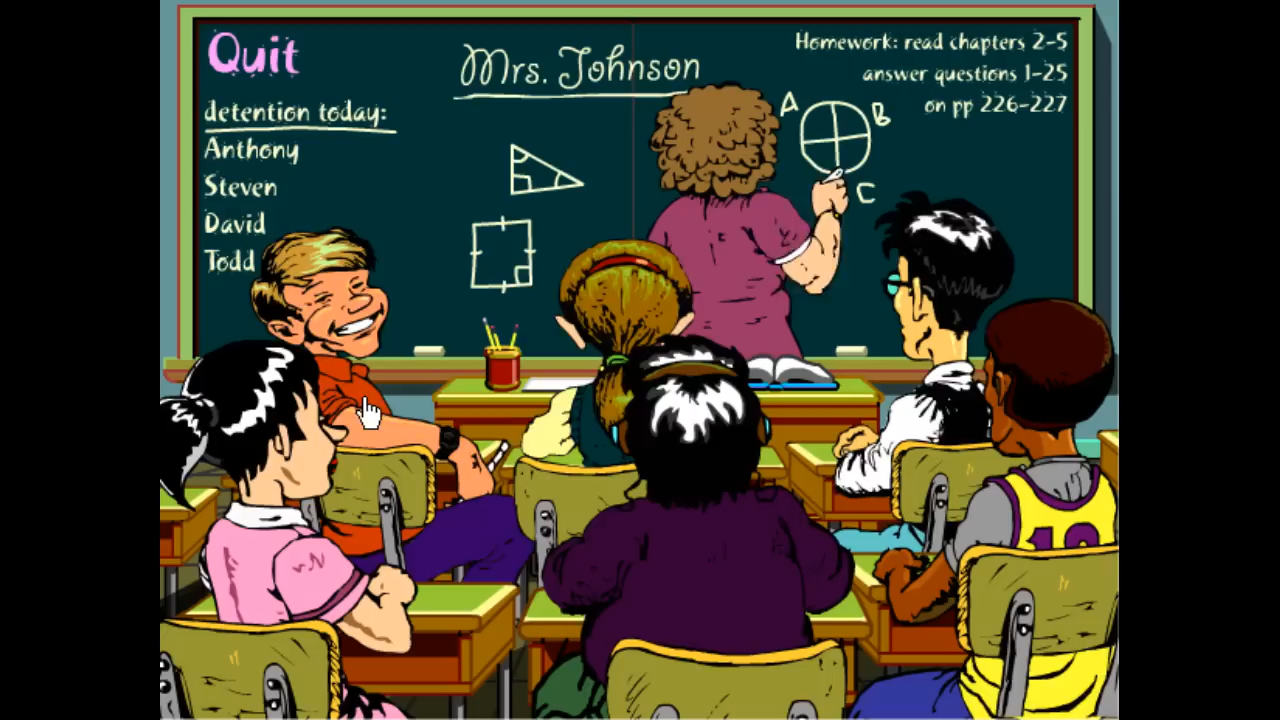 Quit
Mrs. Johnson
Homework: read chapters 2-5
answer questions 1-25
on pp 226-227
detention today:
Anthony
Steven
David
Todd
A
B
C